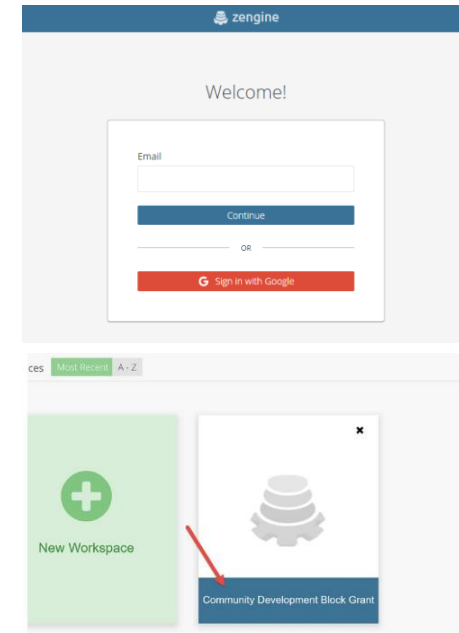 zengine
Welcome!
Email
Continue
OR
G Sign in with Google
ces Most Recent A - Z
New Workspace
Community Development Block Grant